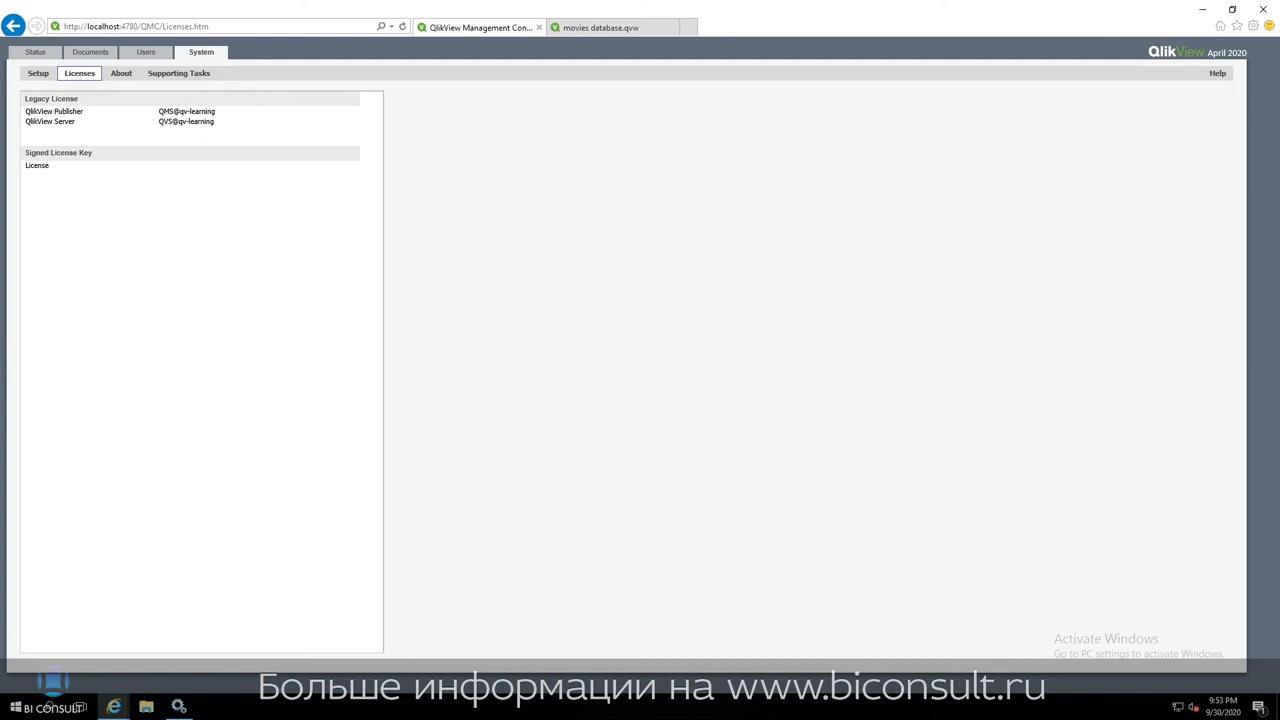 http://localhost:4780/QMC/Licenses.htm
QlikView Management Con...
movies database.qvw
Status
Documents
Users
System
QlikView April 2020
Setup
Licenses
About
Supporting Tasks
Help
Legacy License
QlikView Publisher QMS@qv-learning
QlikView Server QVS@qv-learning
Signed License Key
License
Activate Windows
Go to PC settings to activate Windows.
Больше информации на www.biconsult.ru
BI CONSULT
9:53 PM
9/30/2020